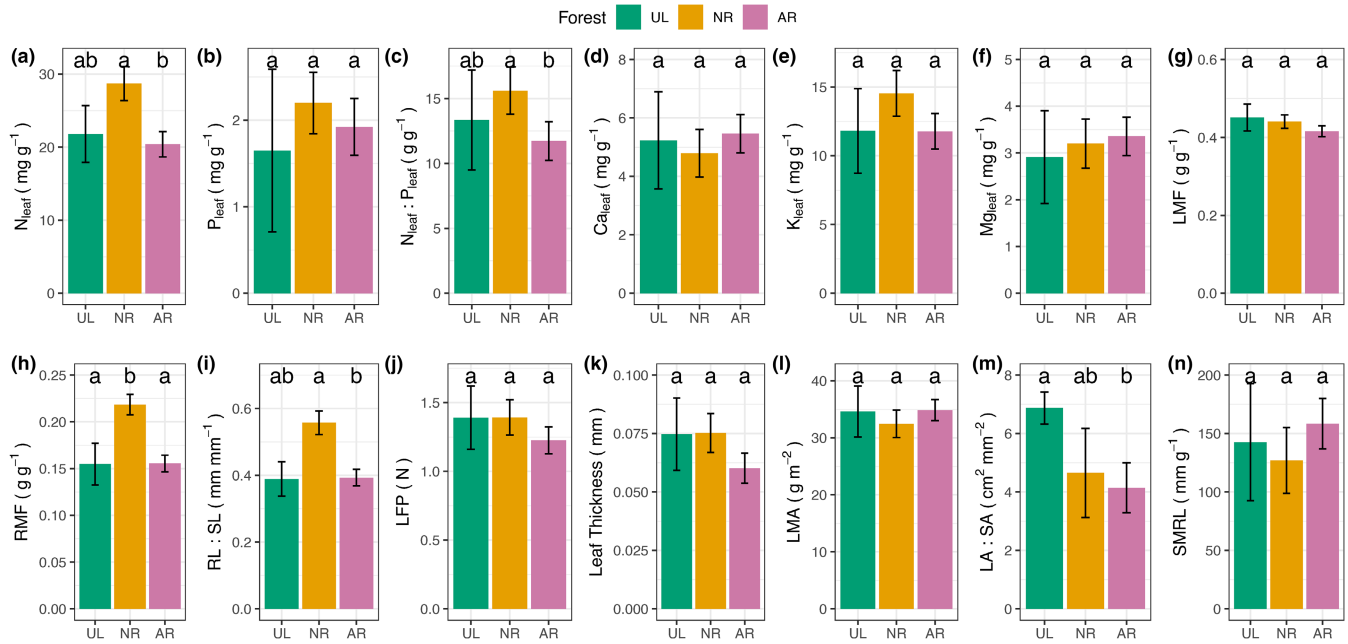 Forest UL NR AR
(a) ab a b
N_leaf ( mg g⁻¹)
30
20
10
0
UL NR AR
(b) a a a
P_leaf ( mg g⁻¹)
2
1
0
UL NR AR
(c) ab a b
N_leaf : P_leaf ( g g⁻¹)
15
10
5
0
UL NR AR
(d) a a a
Ca_leaf ( mg g⁻¹)
8
6
4
2
0
UL NR AR
(e) a a a
K_leaf ( mg g⁻¹)
15
10
5
0
UL NR AR
(f) a a a
Mg_leaf ( mg g⁻¹)
5
4
3
2
1
0
UL NR AR
(g) a a a
LMF ( g g⁻¹)
0.6
0.4
0.2
0.0
UL NR AR
(h) a b a
RMF ( g g⁻¹)
0.25
0.20
0.15
0.10
0.05
0.00
UL NR AR
(i) ab a b
RL : SL ( mm mm⁻¹)
0.6
0.4
0.2
0.0
UL NR AR
(j) a a a
LFP ( N )
1.5
1.0
0.5
0.0
UL NR AR
(k) a a a
Leaf Thickness ( mm )
0.100
0.075
0.050
0.025
0.000
UL NR AR
(l) a a a
LMA ( g m⁻²)
40
30
20
10
0
UL NR AR
(m) a ab b
LA : SA ( cm² mm⁻²)
8
6
4
2
0
UL NR AR
(n) a a a
SMRL ( mm g⁻¹)
200
150
100
50
0
UL NR AR